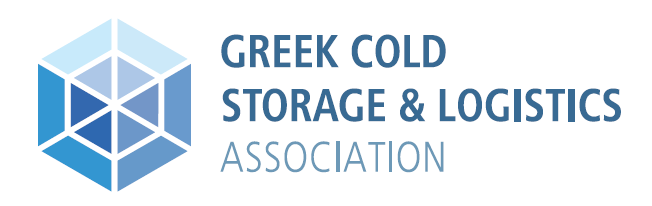 GREEK COLD
STORAGE & LOGISTICS
ASSOCIATION